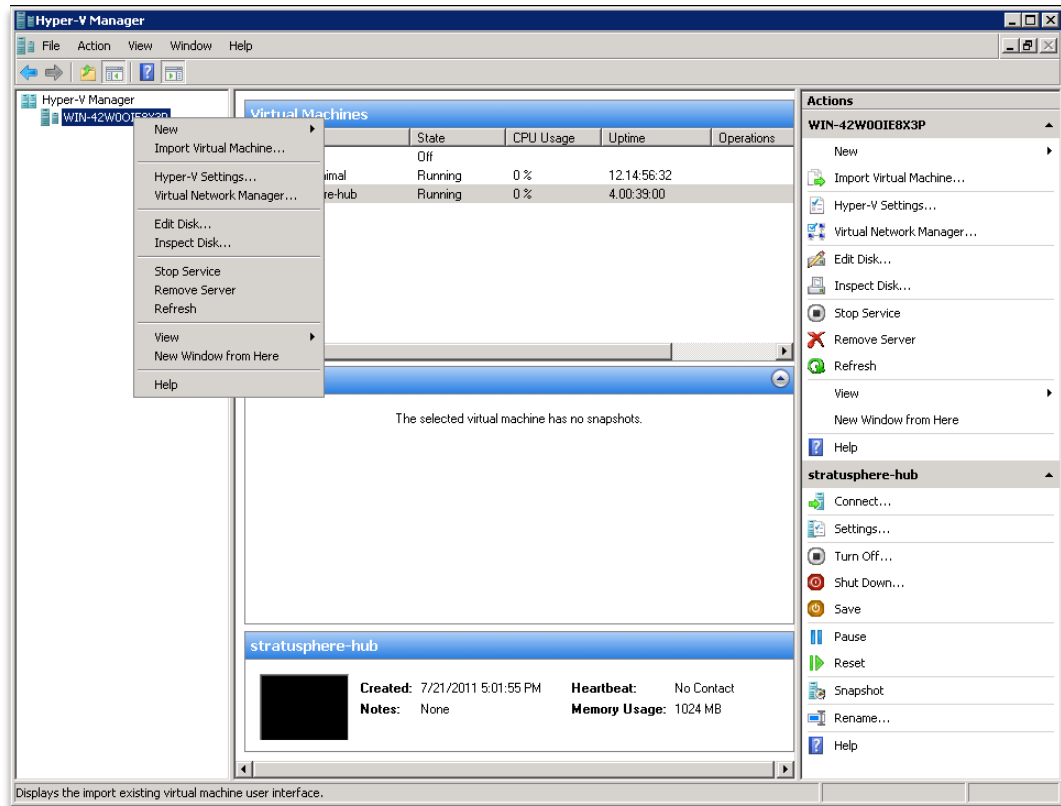 Hyper-V Manager
File Action View Window Help
Hyper-V Manager
WIN-42W0OIE8X3P
New
Import Virtual Machine...
Hyper-V Settings...
Virtual Network Manager...
Edit Disk...
Inspect Disk...
Stop Service
Remove Server
Refresh
View
New Window from Here
Help
Virtual Machines
State CPU Usage Uptime Operations
Off
imal Running 0 % 12.14:56:32
re-hub Running 0 % 4.00:39:00
The selected virtual machine has no snapshots.
stratusphere-hub
Created: 7/21/2011 5:01:55 PM Heartbeat: No Contact
Notes: None Memory Usage: 1024 MB
Actions
WIN-42W0OIE8X3P
New
Import Virtual Machine...
Hyper-V Settings...
Virtual Network Manager...
Edit Disk...
Inspect Disk...
Stop Service
Remove Server
Refresh
View
New Window from Here
Help
stratusphere-hub
Connect...
Settings...
Turn Off...
Shut Down...
Save
Pause
Reset
Snapshot
Rename...
Help
Displays the import existing virtual machine user interface.